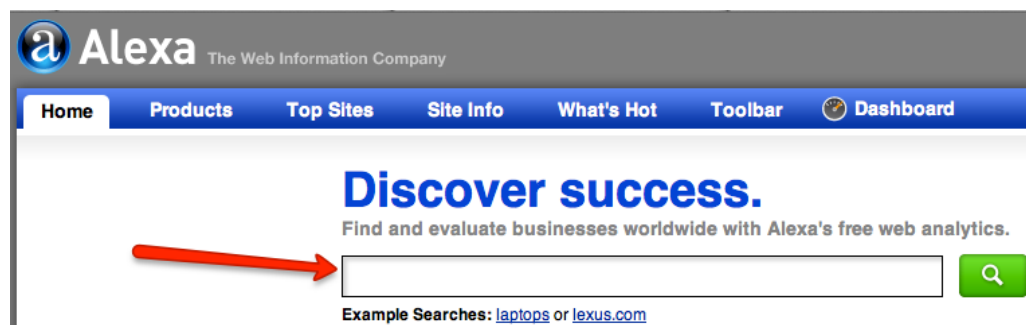 a Alexa The Web Information Company
Home Products Top Sites Site Info What's Hot Toolbar Dashboard
Discover success.
Find and evaluate businesses worldwide with Alexa's free web analytics.
Example Searches: laptops or lexus.com